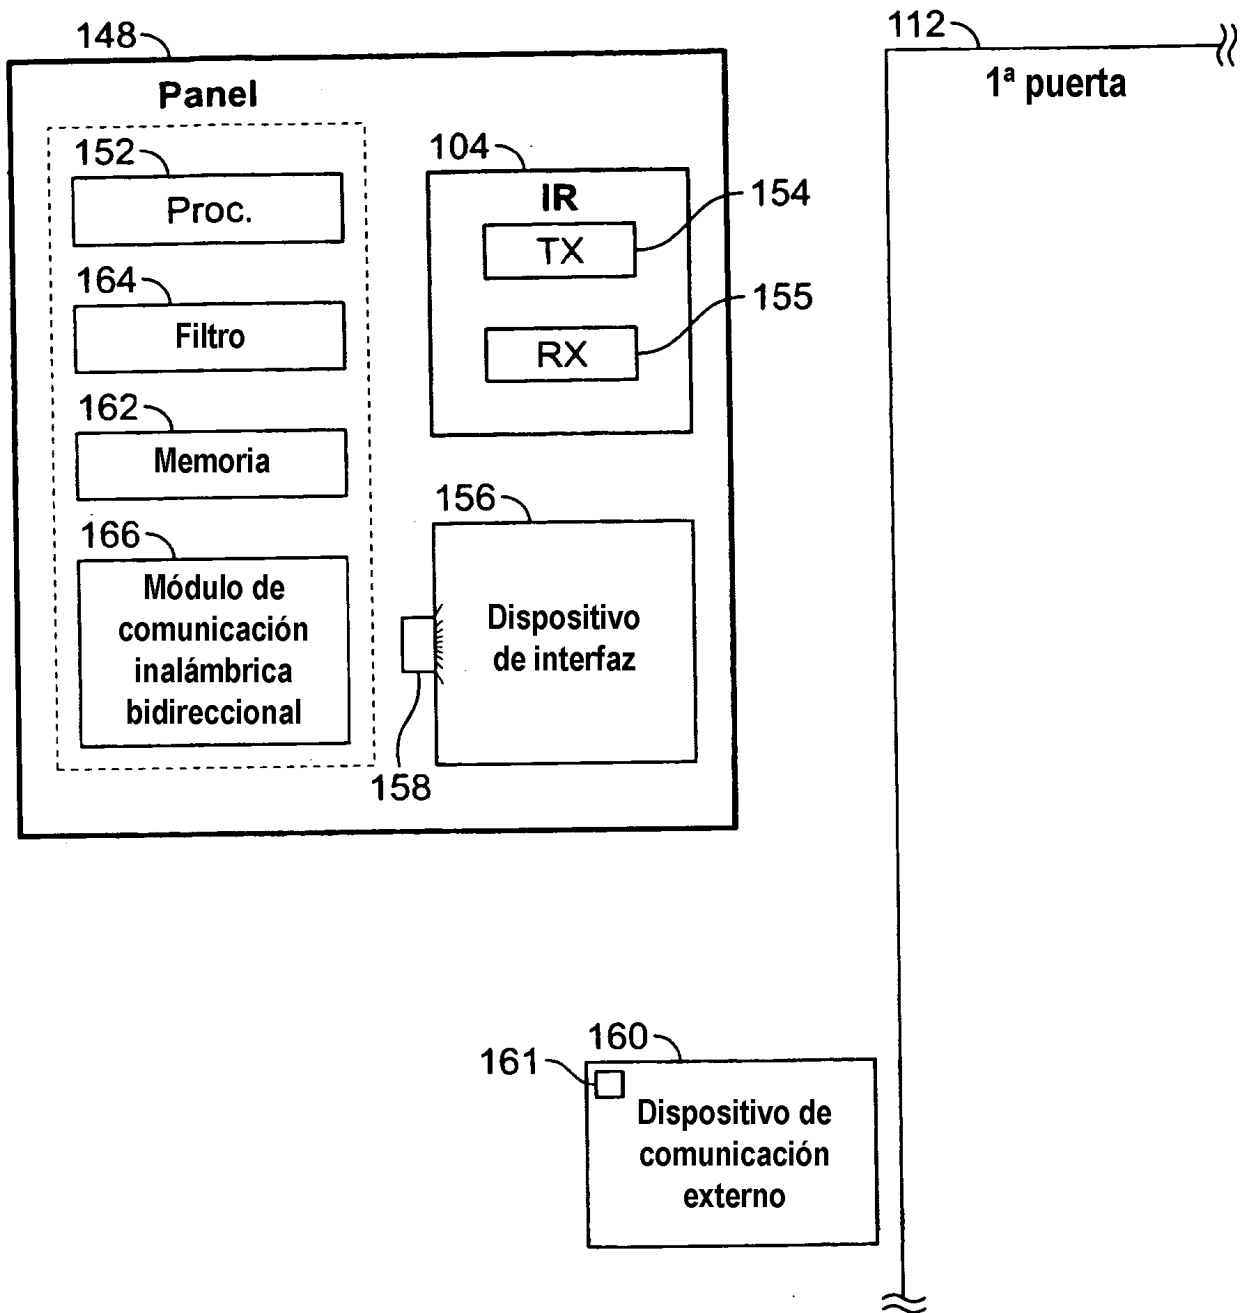 148
Panel
152
Proc.
164
Filtro
162
Memoria
166
Módulo de
comunicación
inalámbrica
bidireccional
104
IR
TX
154
RX
155
156
Dispositivo
de interfaz
158
112
1ª puerta
160
161
Dispositivo de
comunicación
externo